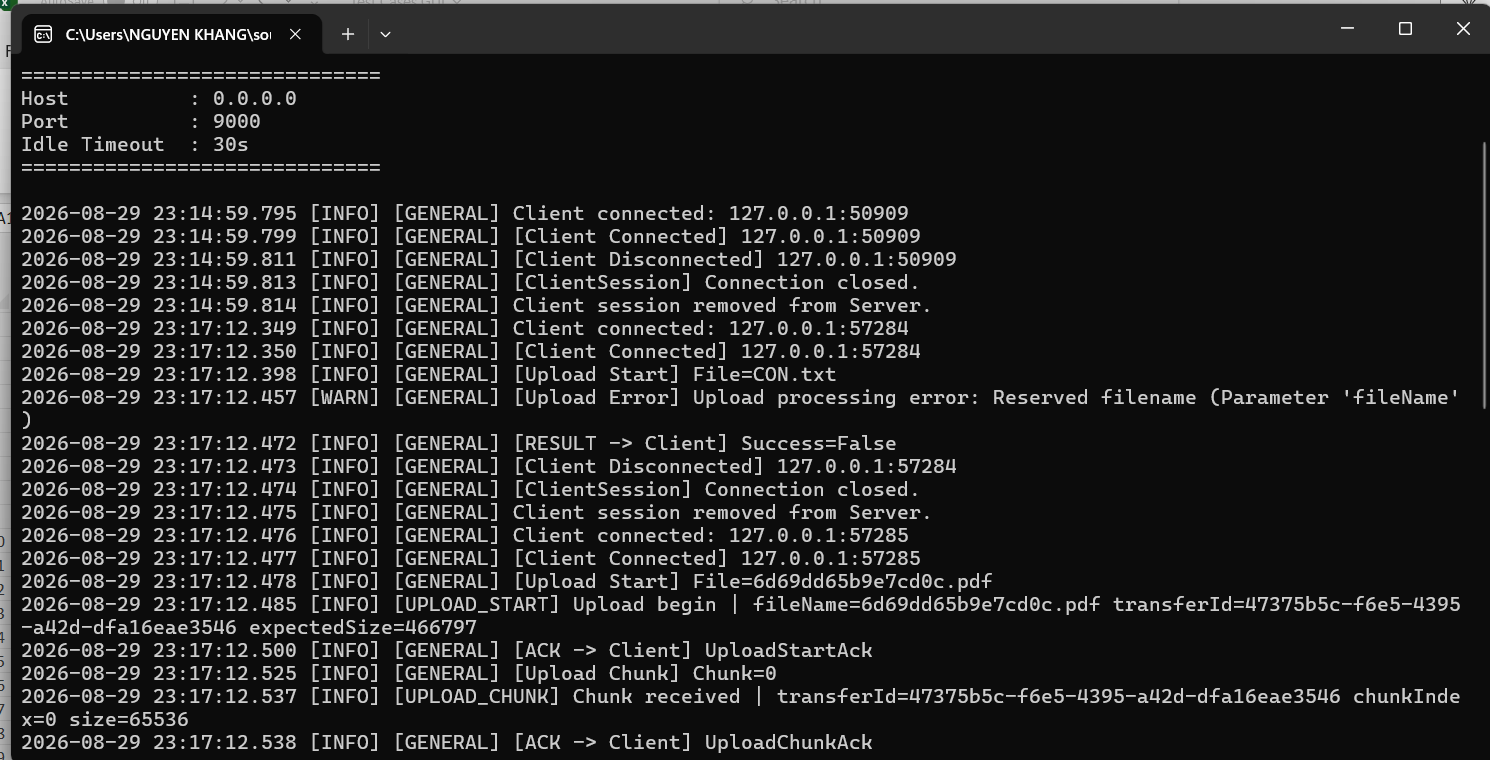 C:\Users\NGUYEN KHANG\sou
==============================
Host          : 0.0.0.0
Port          : 9000
Idle Timeout  : 30s
==============================
2026-08-29 23:14:59.795 [INFO] [GENERAL] Client connected: 127.0.0.1:50909
2026-08-29 23:14:59.799 [INFO] [GENERAL] [Client Connected] 127.0.0.1:50909
2026-08-29 23:14:59.811 [INFO] [GENERAL] [Client Disconnected] 127.0.0.1:50909
2026-08-29 23:14:59.813 [INFO] [GENERAL] [ClientSession] Connection closed.
2026-08-29 23:14:59.814 [INFO] [GENERAL] Client session removed from Server.
2026-08-29 23:17:12.349 [INFO] [GENERAL] Client connected: 127.0.0.1:57284
2026-08-29 23:17:12.350 [INFO] [GENERAL] [Client Connected] 127.0.0.1:57284
2026-08-29 23:17:12.398 [INFO] [GENERAL] [Upload Start] File=CON.txt
2026-08-29 23:17:12.457 [WARN] [GENERAL] [Upload Error] Upload processing error: Reserved filename (Parameter 'fileName'
)
2026-08-29 23:17:12.472 [INFO] [GENERAL] [RESULT -> Client] Success=False
2026-08-29 23:17:12.473 [INFO] [GENERAL] [Client Disconnected] 127.0.0.1:57284
2026-08-29 23:17:12.474 [INFO] [GENERAL] [ClientSession] Connection closed.
2026-08-29 23:17:12.475 [INFO] [GENERAL] Client session removed from Server.
2026-08-29 23:17:12.476 [INFO] [GENERAL] Client connected: 127.0.0.1:57285
2026-08-29 23:17:12.477 [INFO] [GENERAL] [Client Connected] 127.0.0.1:57285
2026-08-29 23:17:12.478 [INFO] [GENERAL] [Upload Start] File=6d69dd65b9e7cd0c.pdf
2026-08-29 23:17:12.485 [INFO] [UPLOAD_START] Upload begin | fileName=6d69dd65b9e7cd0c.pdf transferId=47375b5c-f6e5-4395
-a42d-dfa16eae3546 expectedSize=466797
2026-08-29 23:17:12.500 [INFO] [GENERAL] [ACK -> Client] UploadStartAck
2026-08-29 23:17:12.525 [INFO] [GENERAL] [Upload Chunk] Chunk=0
2026-08-29 23:17:12.537 [INFO] [UPLOAD_CHUNK] Chunk received | transferId=47375b5c-f6e5-4395-a42d-dfa16eae3546 chunkInde
x=0 size=65536
2026-08-29 23:17:12.538 [INFO] [GENERAL] [ACK -> Client] UploadChunkAck